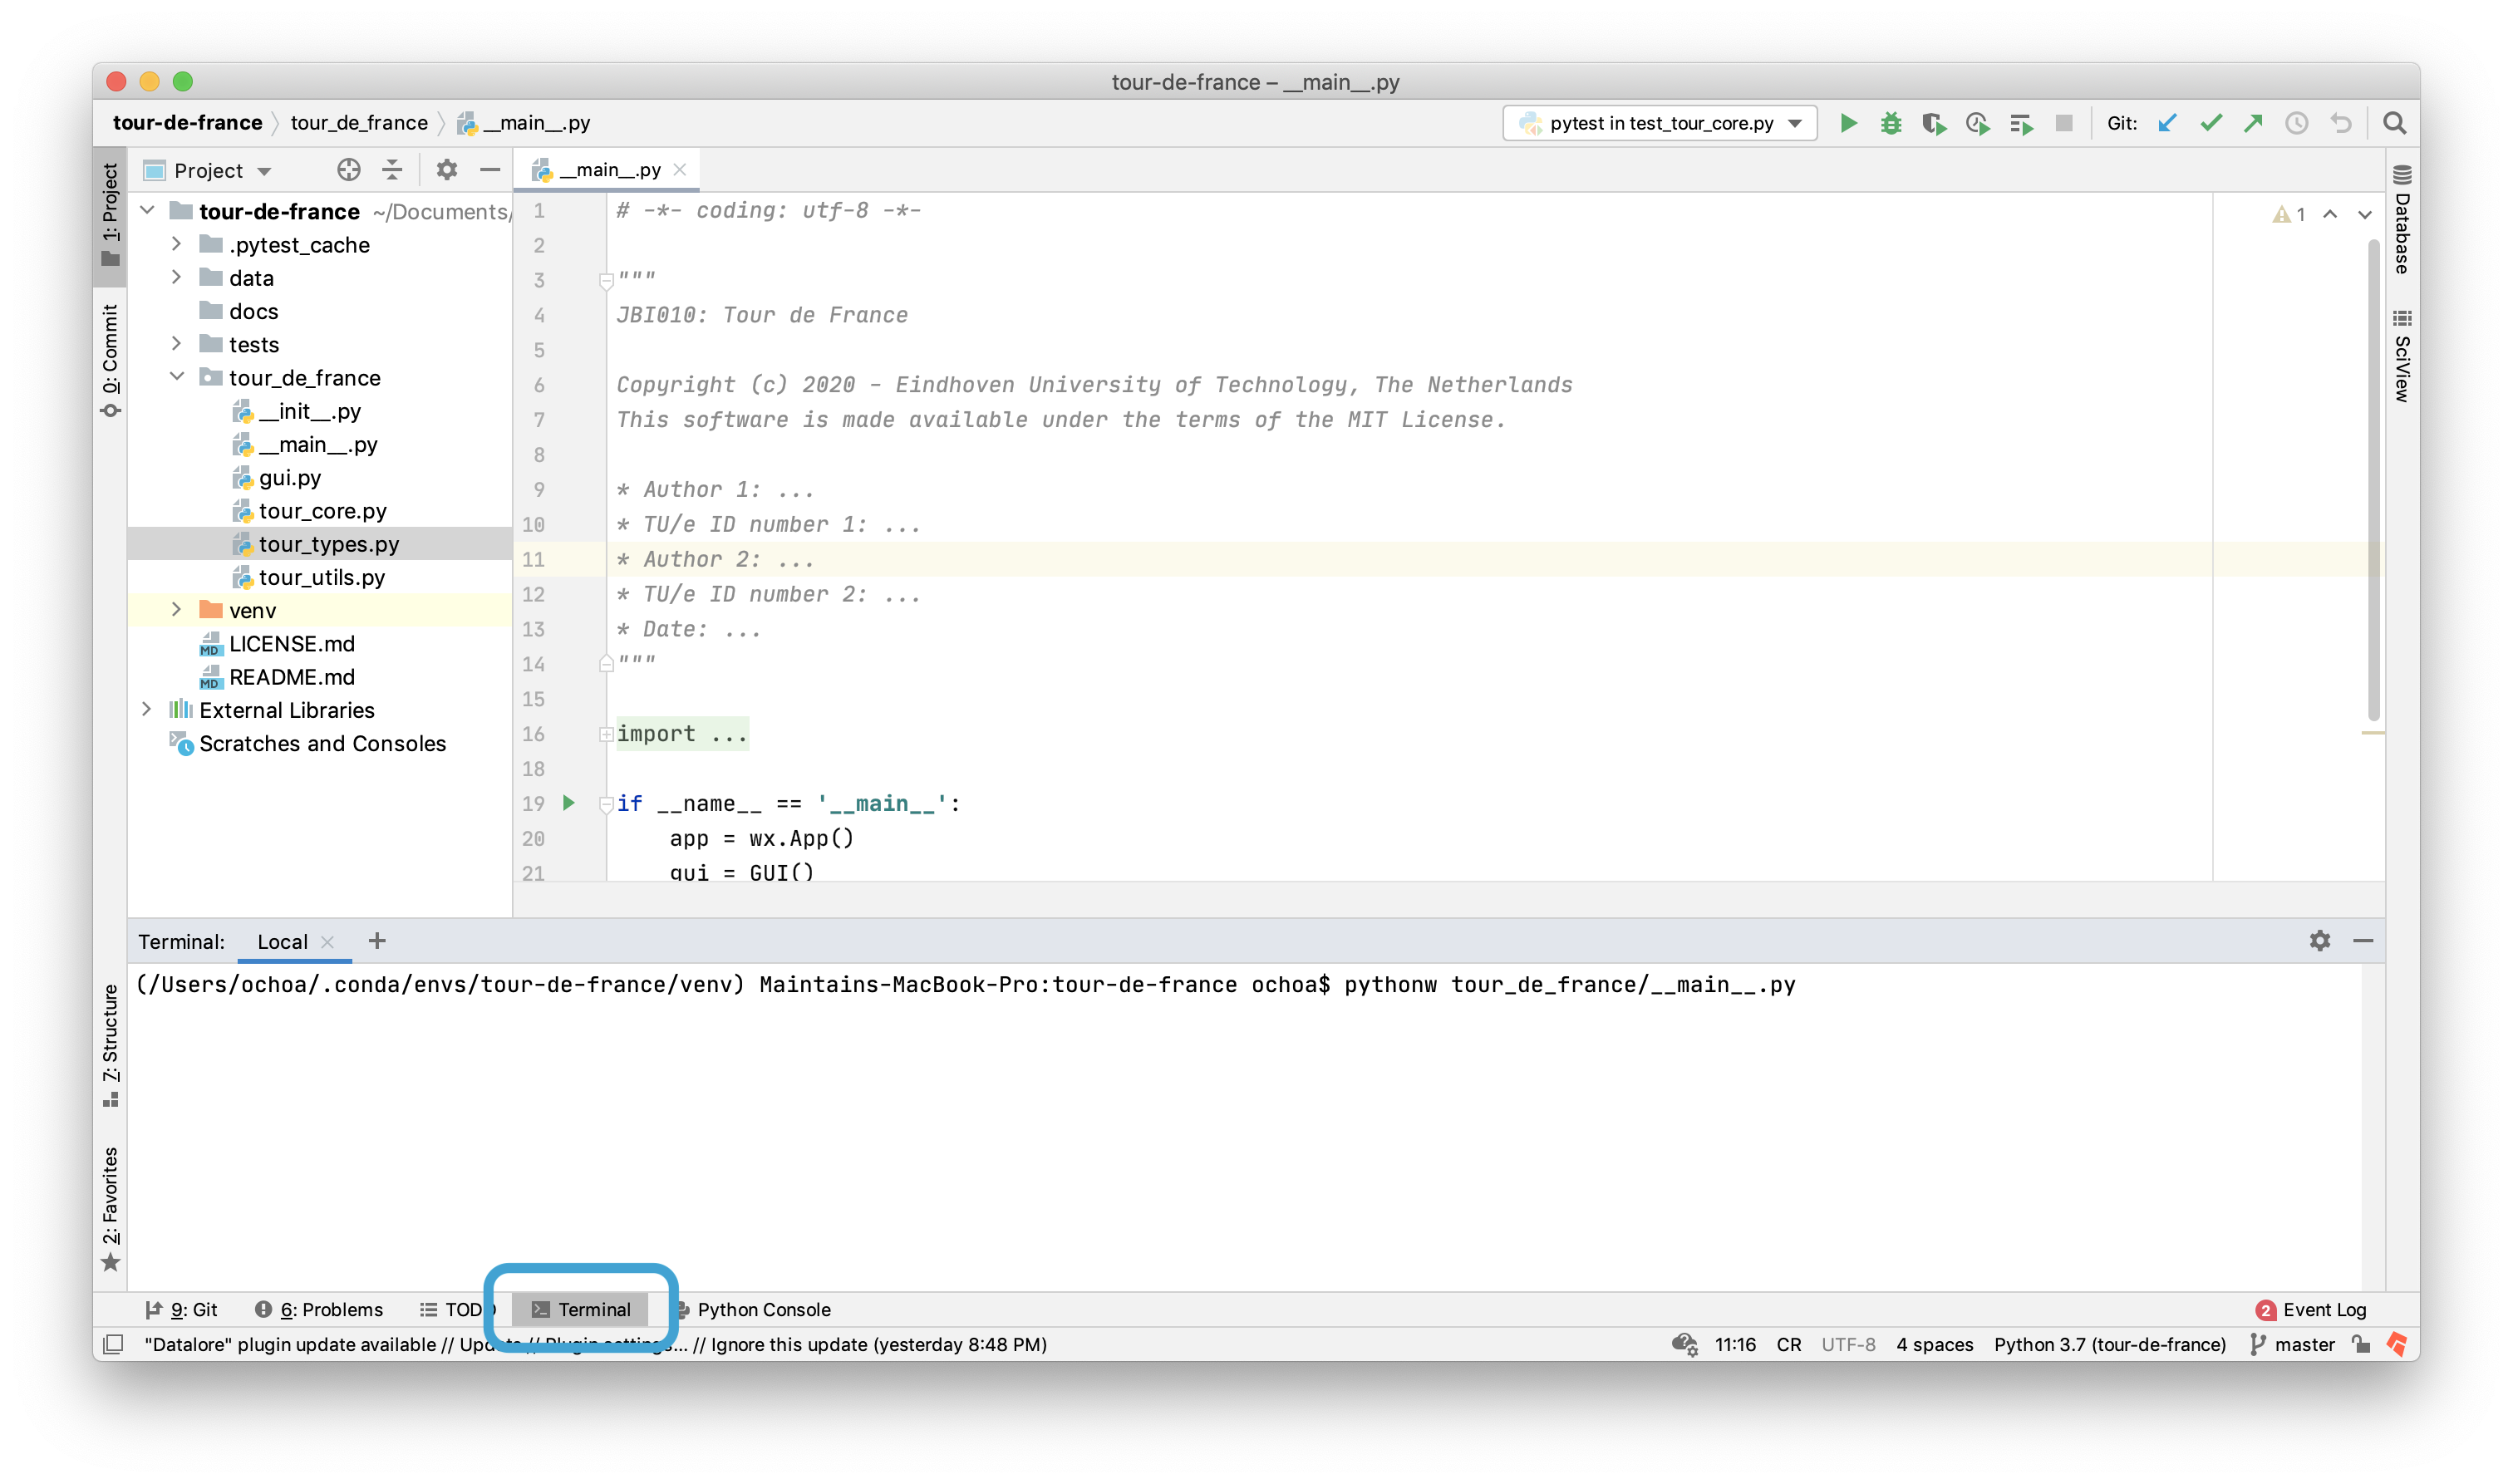 tour-de-france – __main__.py
tour-de-france tour_de_france __main__.py
pytest in test_tour_core.py
Git:
1: Project
0: Commit
7: Structure
2: Favorites
Project
tour-de-france ~/Documents/
.pytest_cache
data
docs
tests
tour_de_france
__init__.py
__main__.py
gui.py
tour_core.py
tour_types.py
tour_utils.py
venv
LICENSE.md
README.md
External Libraries
Scratches and Consoles
__main__.py
1 # -*- coding: utf-8 -*-
2
3 """
4 JBI010: Tour de France
5
6 Copyright (c) 2020 - Eindhoven University of Technology, The Netherlands
7 This software is made available under the terms of the MIT License.
8
9 * Author 1: ...
10 * TU/e ID number 1: ...
11 * Author 2: ...
12 * TU/e ID number 2: ...
13 * Date: ...
14 """
15
16 import ...
18
19 if __name__ == '__main__':
20 app = wx.App()
21 gui = GUI()
1
Database
SciView
Terminal: Local
(/Users/ochoa/.conda/envs/tour-de-france/venv) Maintains-MacBook-Pro:tour-de-france ochoa$ pythonw tour_de_france/__main__.py
9: Git 6: Problems TODO Terminal Python Console 2 Event Log
"Datalore" plugin update available // Update // Plugin settings... // Ignore this update (yesterday 8:48 PM) 11:16 CR UTF-8 4 spaces Python 3.7 (tour-de-france) master